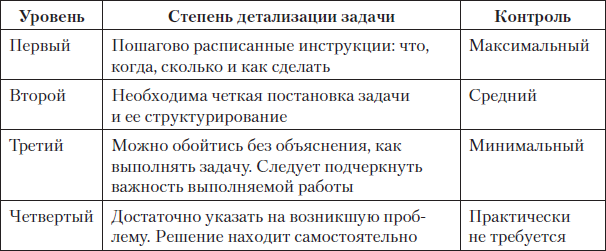 Уровень Степень детализации задачи Контроль
Первый Пошагово расписанные инструкции: что, Максимальный
когда, сколько и как сделать
Второй Необходима четкая постановка задачи Средний
и ее структурирование
Третий Можно обойтись без объяснения, как Минимальный
выполнять задачу. Следует подчеркнуть
важность выполняемой работы
Четвертый Достаточно указать на возникшую проб- Практически
лему. Решение находит самостоятельно не требуется